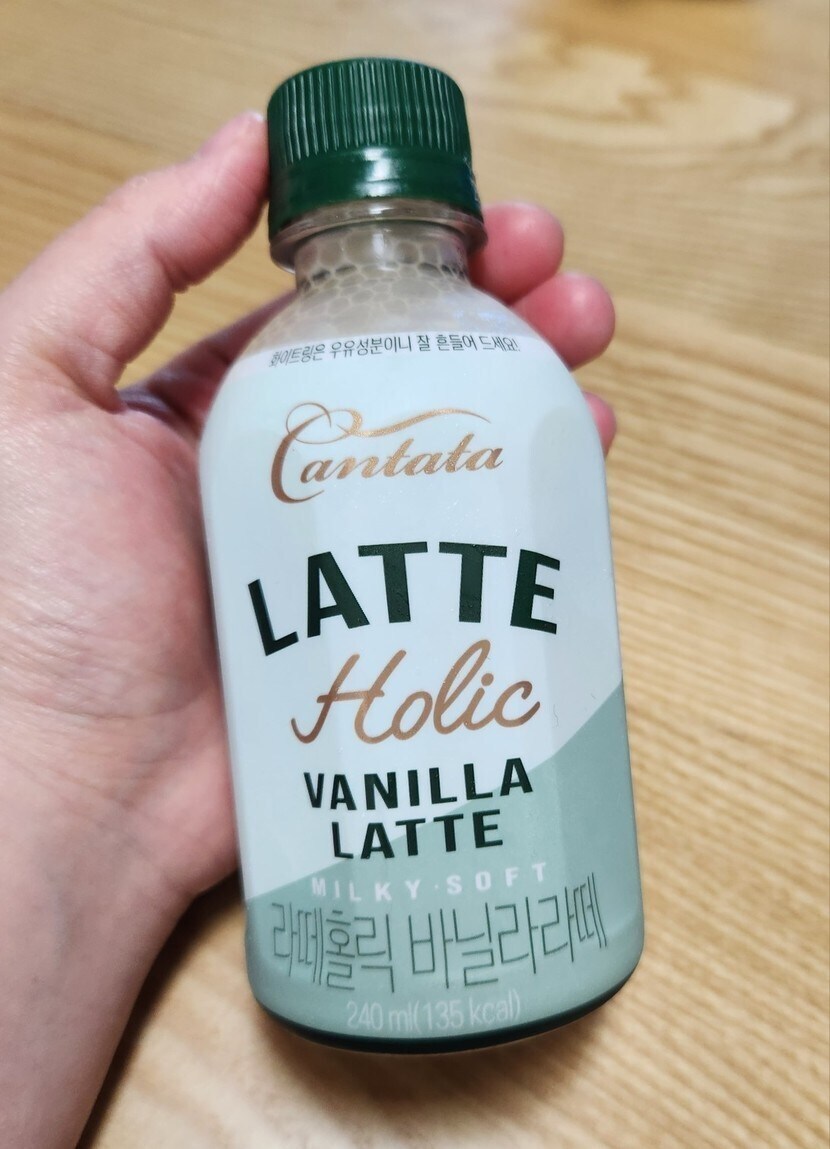 화이트링은 우유성분이니 잘 흔들어 드세요!
Cantata
LATTE
Holic
VANILLA
LATTE
MILKY·SOFT
라떼홀릭 바닐라라떼
240 ml(135 kcal)